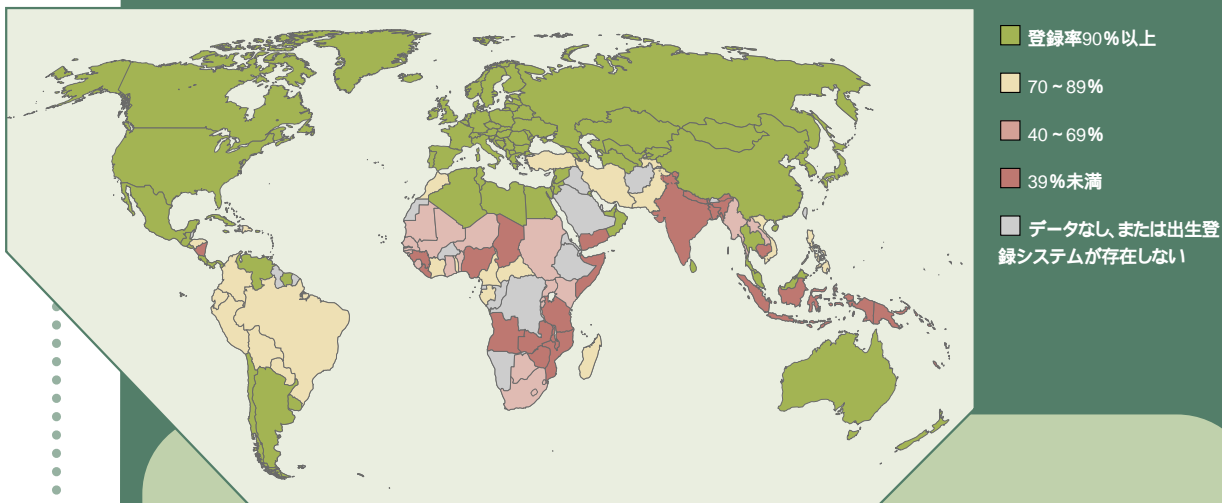 登録率90%以上
70~89%
40~69%
39%未満
データなし、または出生登
録システムが存在しない